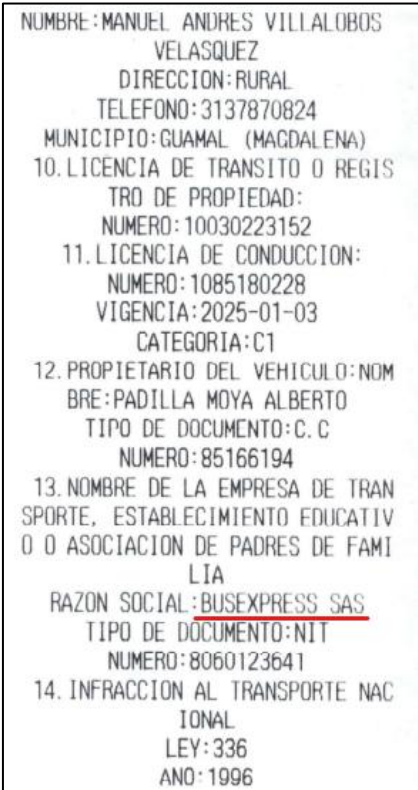 NOMBRE:MANUEL ANDRES VILLALOBOS
VELASQUEZ
DIRECCION:RURAL
TELEFONO:3137870824
MUNICIPIO:GUAMAL (MAGDALENA)
10.LICENCIA DE TRANSITO O REGIS
TRO DE PROPIEDAD:
NUMERO:10030223152
11.LICENCIA DE CONDUCCION:
NUMERO:1085180228
VIGENCIA:2025-01-03
CATEGORIA:C1
12.PROPIETARIO DEL VEHICULO:NOM
BRE:PADILLA MOYA ALBERTO
TIPO DE DOCUMENTO:C.C
NUMERO:85166194
13.NOMBRE DE LA EMPRESA DE TRAN
SPORTE, ESTABLECIMIENTO EDUCATIV
O O ASOCIACION DE PADRES DE FAMI
LIA
RAZON SOCIAL:BUSEXPRESS SAS
TIPO DE DOCUMENTO:NIT
NUMERO:8060123641
14.INFRACCION AL TRANSPORTE NAC
IONAL
LEY:336
ANO:1996